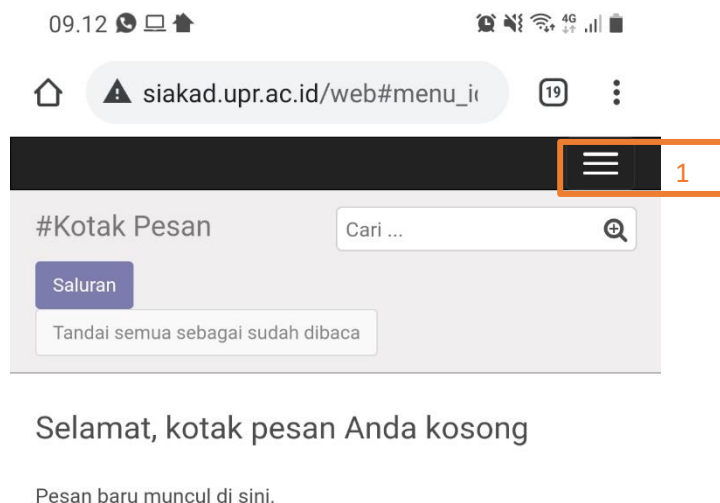 09.12
4G
siakad.upr.ac.id/web#menu_i
19
1
#Kotak Pesan
Cari ...
Saluran
Tandai semua sebagai sudah dibaca
Selamat, kotak pesan Anda kosong
Pesan baru muncul di sini.